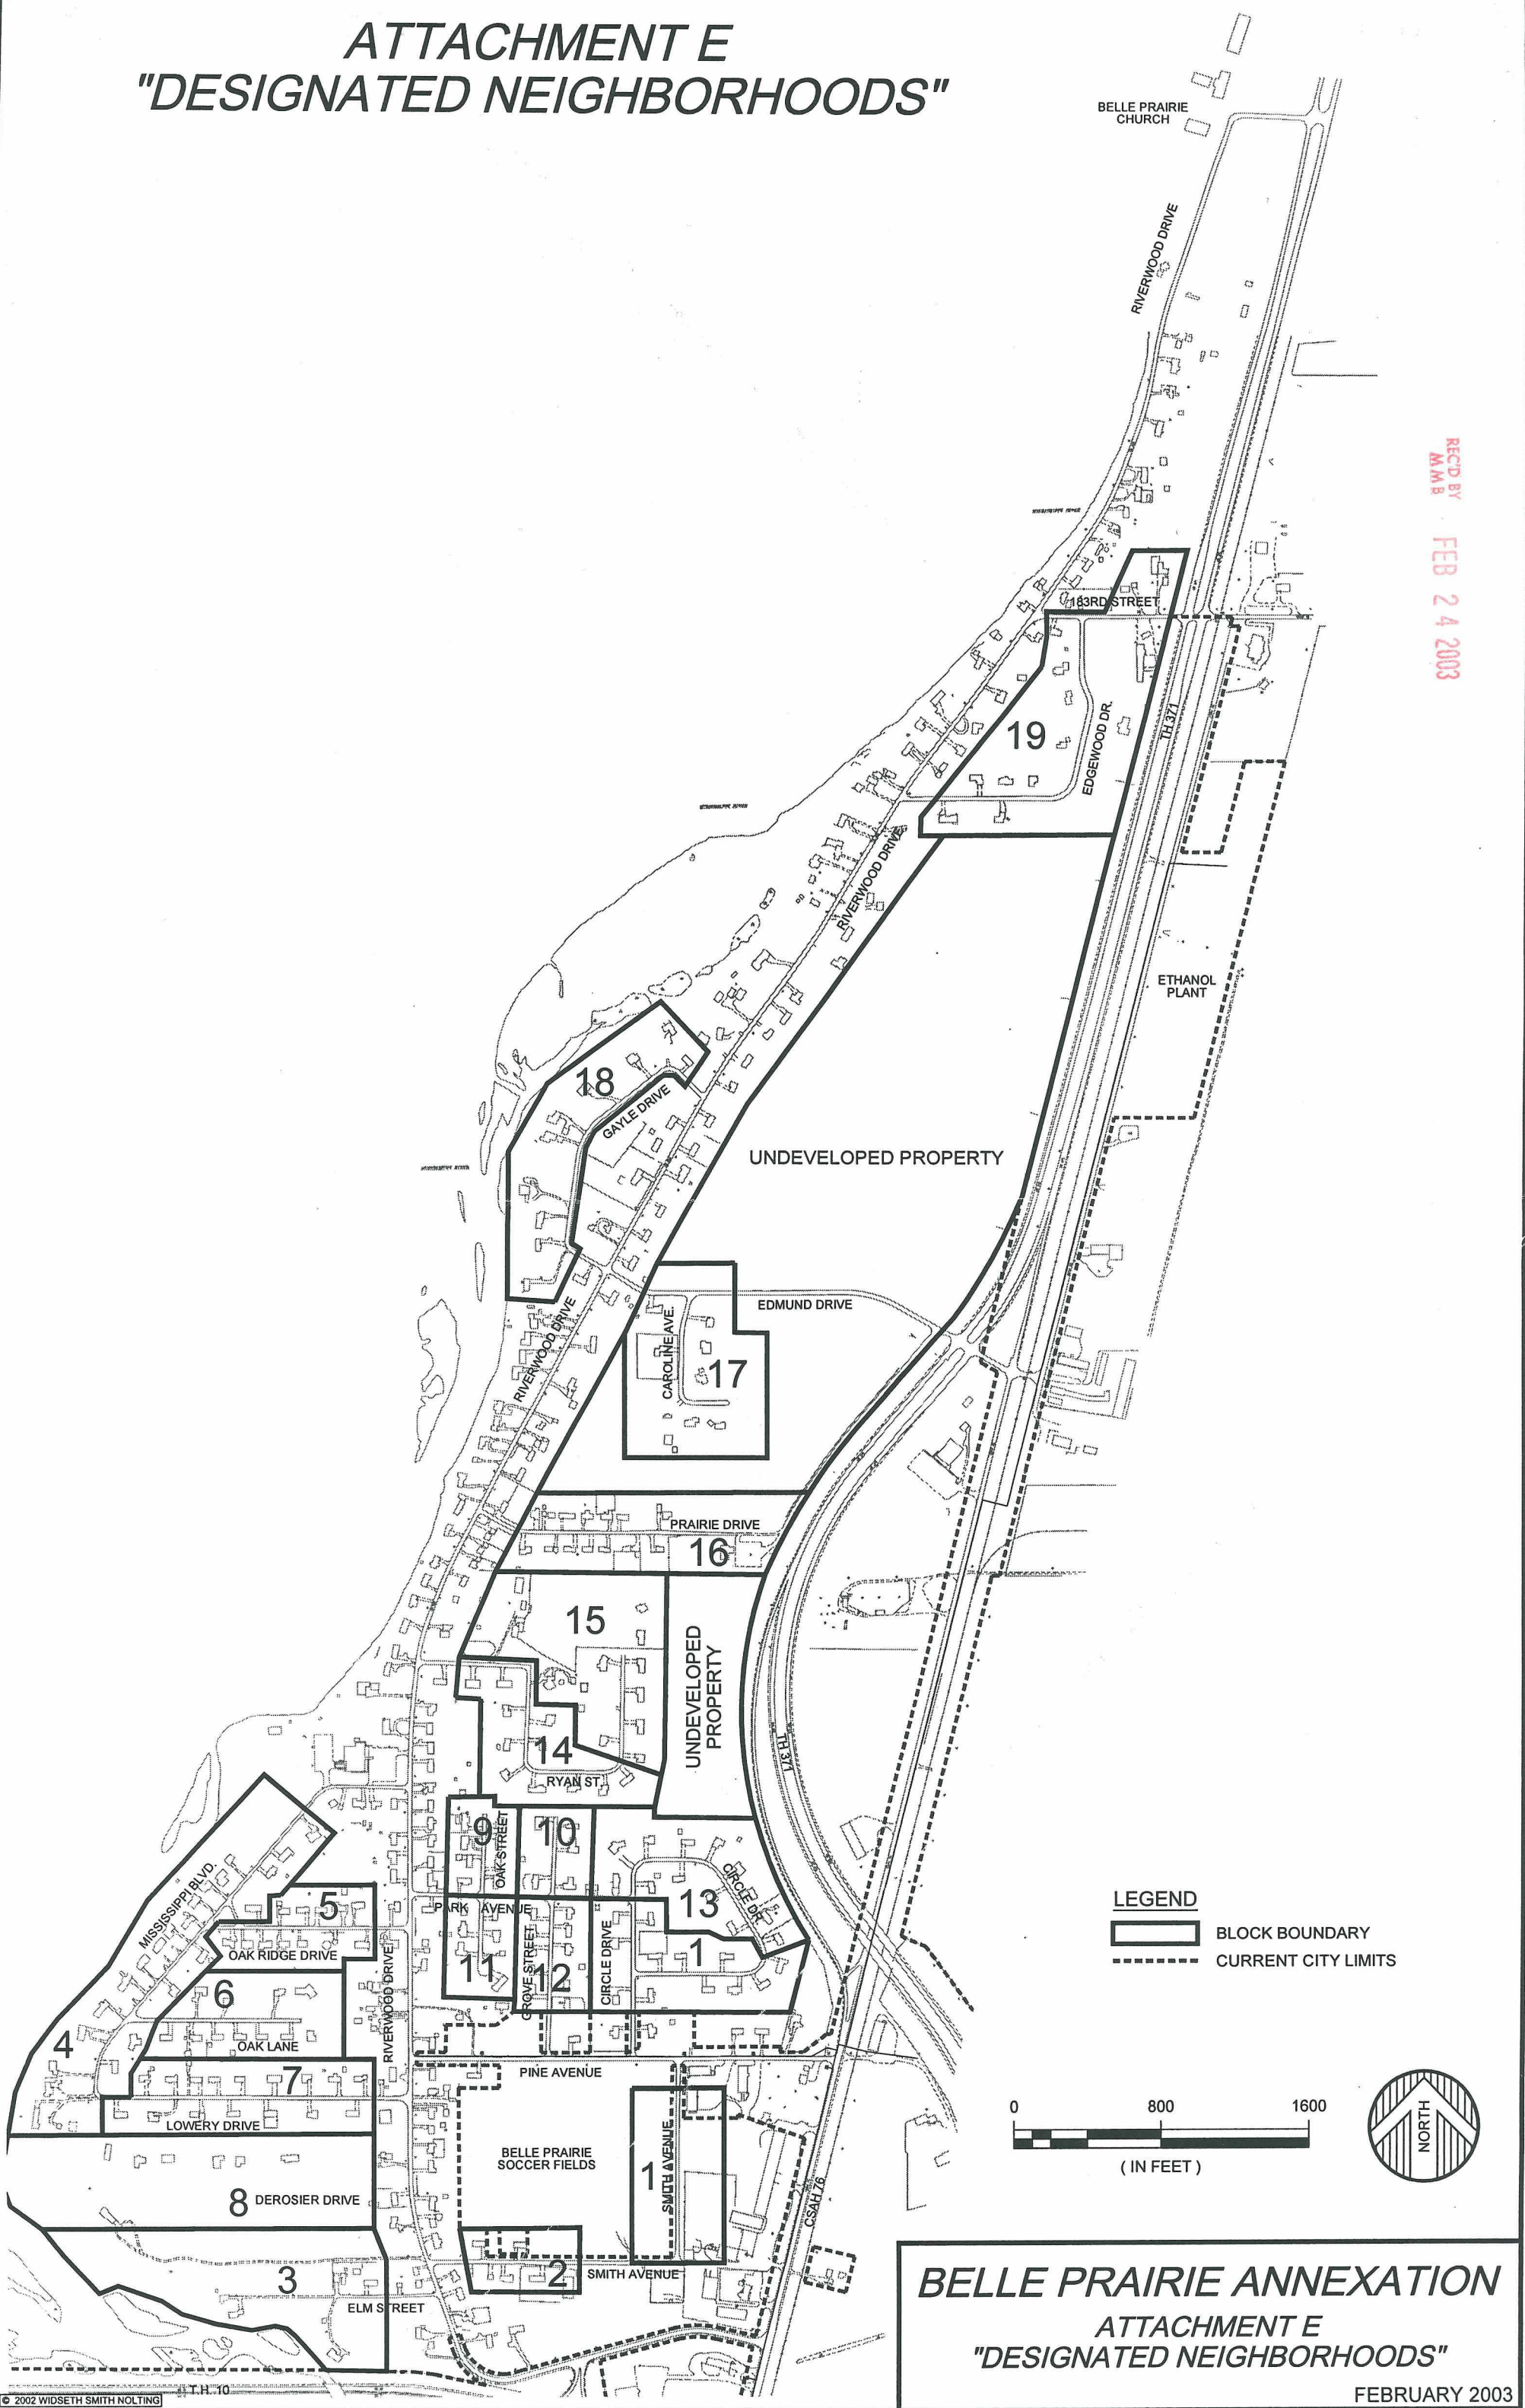 ATTACHMENT E
"DESIGNATED NEIGHBORHOODS"
BELLE PRAIRIE
CHURCH
RIVERWOOD DRIVE
REC'D BY
MMB
FEB 24 2003
183RD STREET
19
EDGEWOOD DR.
TH 371
RIVERWOOD DRIVE
ETHANOL
PLANT
18
GAYLE DRIVE
UNDEVELOPED PROPERTY
EDMUND DRIVE
RIVERWOOD DRIVE
CAROLINE AVE.
17
PRAIRIE DRIVE
16
15
UNDEVELOPED
PROPERTY
14
RYAN ST.
TH 371
9
OAK STREET
10
MISSISSIPPI BLVD.
5
PARK AVENUE
13
CIRCLE DR.
OAK RIDGE DRIVE
11
GROVE STREET
12
CIRCLE DRIVE
1
6
RIVERWOOD DRIVE
4
OAK LANE
7
PINE AVENUE
LOWERY DRIVE
BELLE PRAIRIE
SOCCER FIELDS
1
SMITH AVENUE
8
DEROSIER DRIVE
CSAH 76
3
2
SMITH AVENUE
ELM STREET
T.H. 10
LEGEND
BLOCK BOUNDARY
CURRENT CITY LIMITS
0 800 1600
( IN FEET )
NORTH
BELLE PRAIRIE ANNEXATION
ATTACHMENT E
"DESIGNATED NEIGHBORHOODS"
FEBRUARY 2003
© 2002 WIDSETH SMITH NOLTING